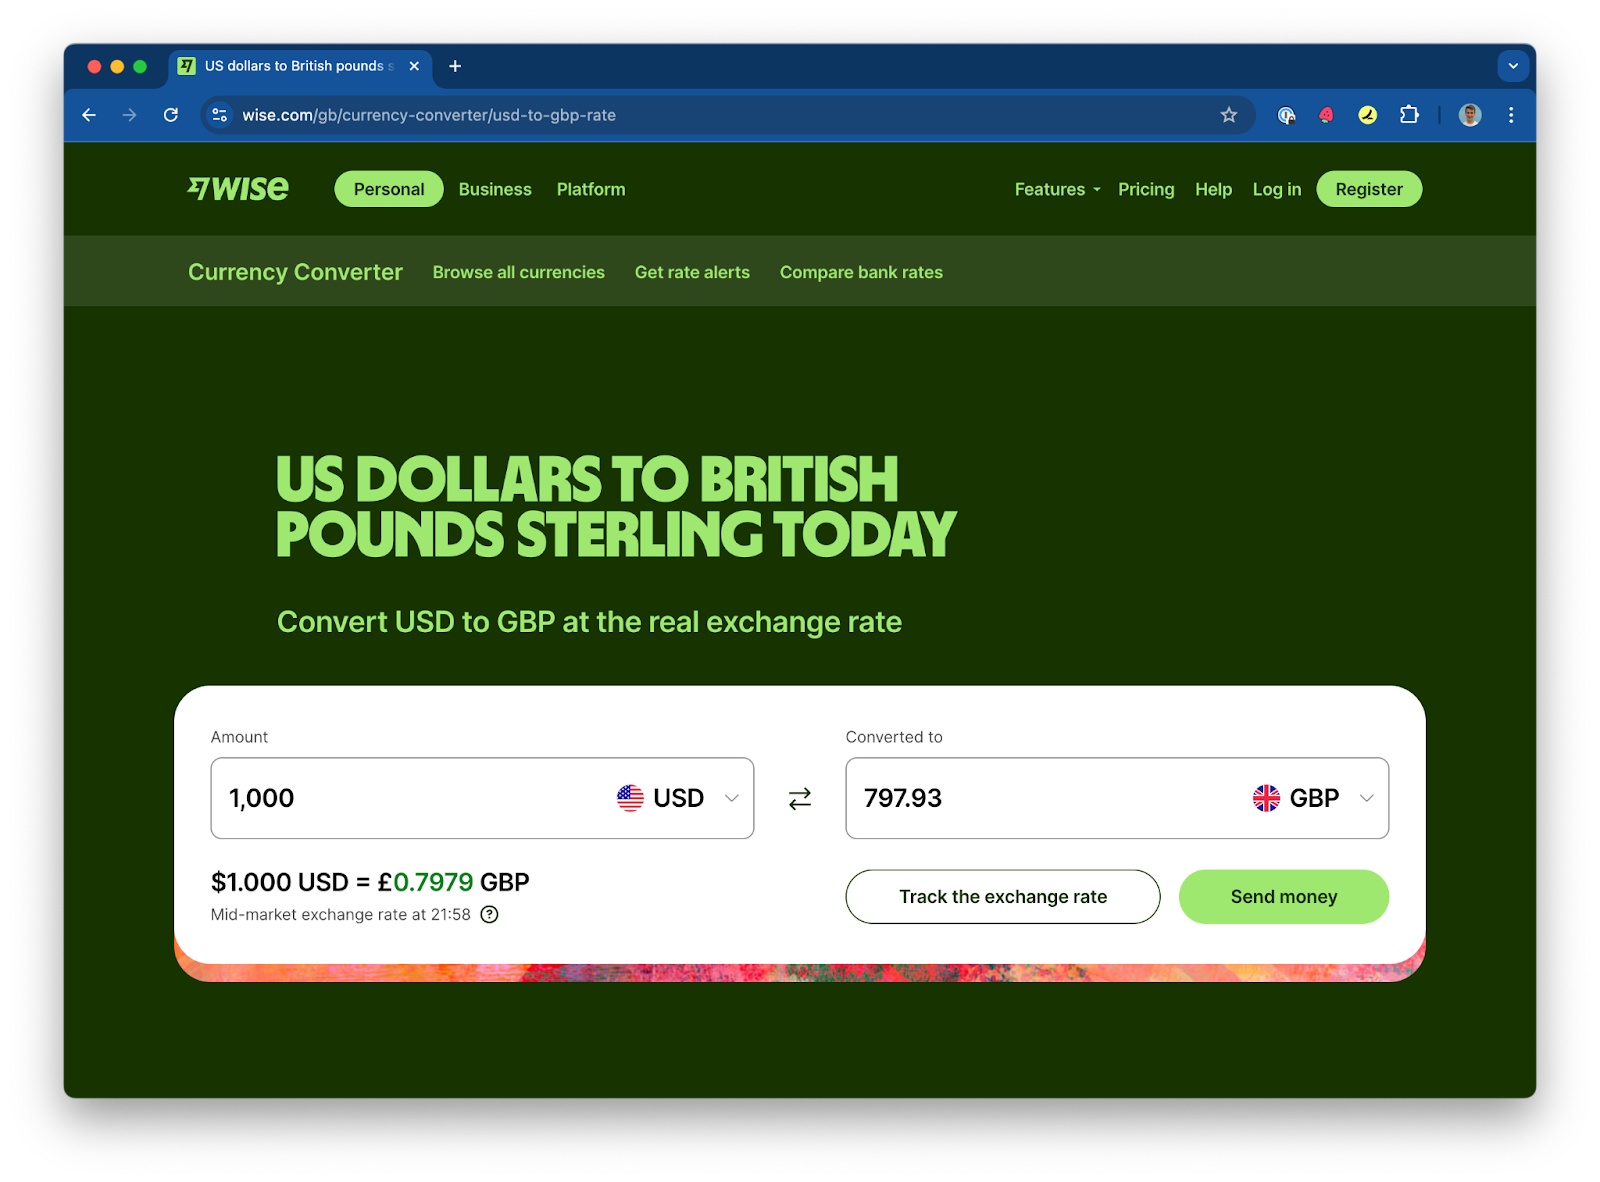 US dollars to British pounds
wise.com/gb/currency-converter/usd-to-gbp-rate
WISE
Personal
Business
Platform
Features
Pricing
Help
Log in
Register
Currency Converter
Browse all currencies
Get rate alerts
Compare bank rates
US DOLLARS TO BRITISH
POUNDS STERLING TODAY
Convert USD to GBP at the real exchange rate
Amount
1,000
USD
Converted to
797.93
GBP
$1.000 USD = £0.7979 GBP
Mid-market exchange rate at 21:58 ?
Track the exchange rate
Send money